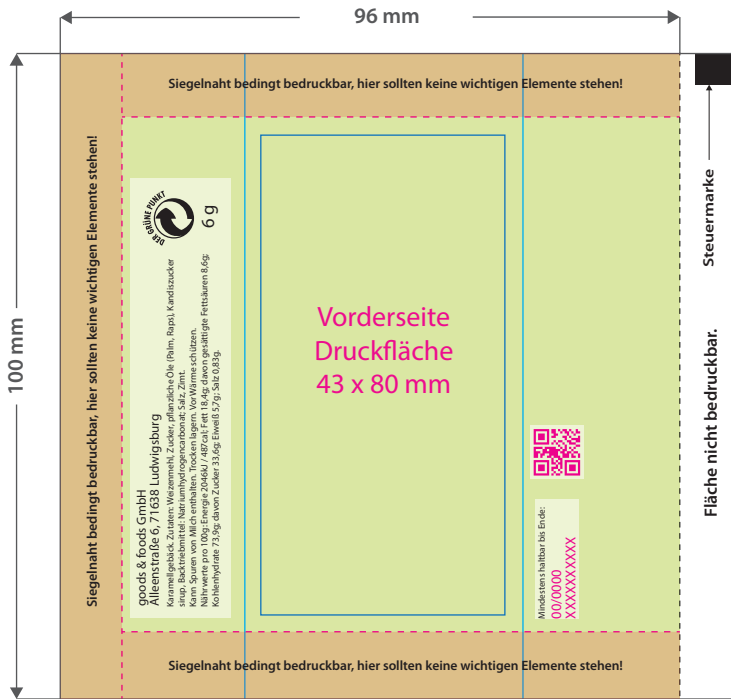 96 mm
100 mm
Siegelnaht bedingt bedruckbar, hier sollten keine wichtigen Elemente stehen!
Siegelnaht bedingt bedruckbar, hier sollten keine wichtigen Elemente stehen!
DER GRÜNE PUNKT
6 g
goods & foods GmbH
Alleenstraße 6, 71638 Ludwigsburg
Karamellgebäck. Zutaten: Weizenmehl, Zucker, pflanzliche Öle (Palm, Raps), Kandiszucker
sirup, Backtriebmittel: Natriumhydrogencarbonat; Salz, Zimt.
Kann Spuren von Milch enthalten. Trocken lagern. Vor Wärme schützen.
Nährwerte pro 100g: Energie 2046kJ / 487cal; Fett 18,4g; davon gesättigte Fettsäuren 8,6g;
Kohlenhydrate 73,9g; davon Zucker 33,6g; Eiweiß 5,7g; Salz 0,83g.
Vorderseite
Druckfläche
43 x 80 mm
Mindestens haltbar bis Ende:
00/0000
XXXXXXXXXX
Steuermarke
Fläche nicht bedruckbar.
Siegelnaht bedingt bedruckbar, hier sollten keine wichtigen Elemente stehen!